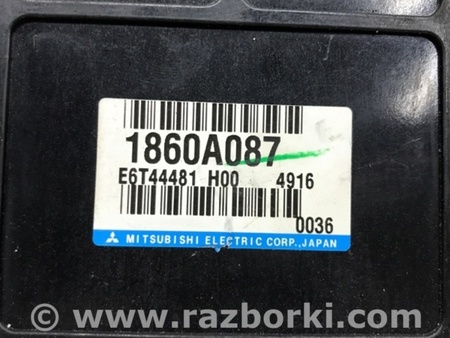 1860A087
E6T44481 H00 4916
0036
MITSUBISHI ELECTRIC CORP.,JAPAN
© www.razborki.com